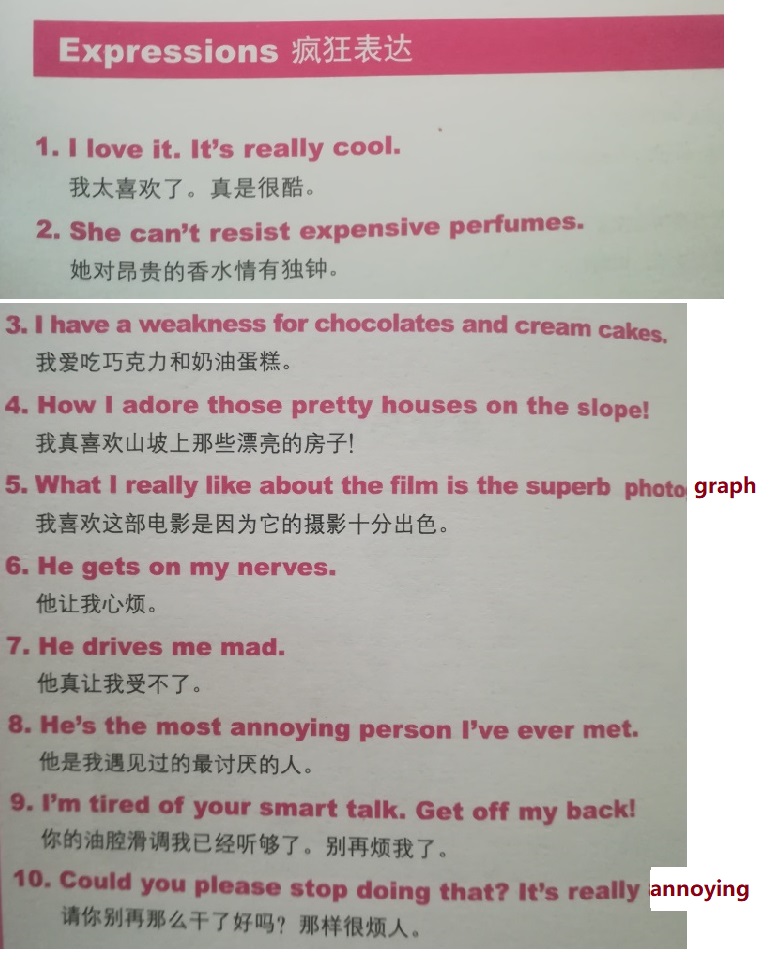 Expressions 疯狂表达
1. I love it. It's really cool.
我太喜欢了。真是很酷。
2. She can't resist expensive perfumes.
她对昂贵的香水情有独钟。
3. I have a weakness for chocolates and cream cakes.
我爱吃巧克力和奶油蛋糕。
4. How I adore those pretty houses on the slope!
我真喜欢山坡上那些漂亮的房子!
5. What I really like about the film is the superb photo graph
我喜欢这部电影是因为它的摄影十分出色。
6. He gets on my nerves.
他让我心烦。
7. He drives me mad.
他真让我受不了。
8. He's the most annoying person I've ever met.
他是我遇见过的最讨厌的人。
9. I'm tired of your smart talk. Get off my back!
你的油腔滑调我已经听够了。别再烦我了。
10. Could you please stop doing that? It's really annoying
请你别再那么干了好吗? 那样很烦人。